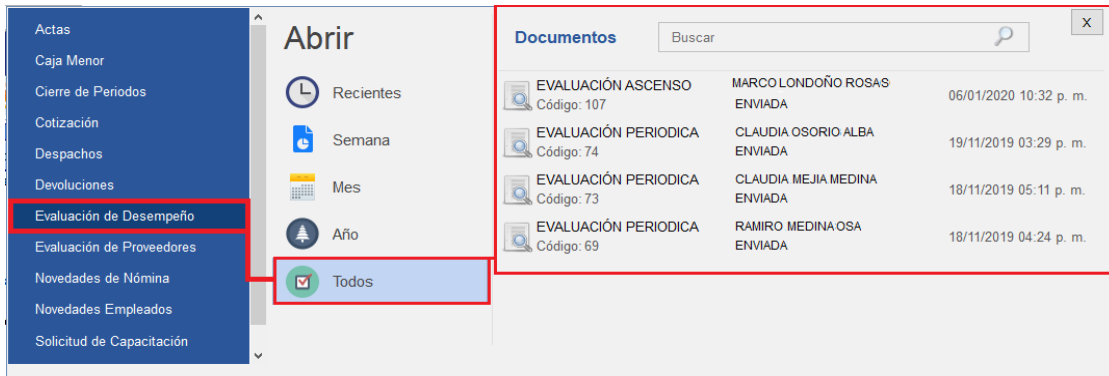 Actas
Caja Menor
Cierre de Periodos
Cotización
Despachos
Devoluciones
Evaluación de Desempeño
Evaluación de Proveedores
Novedades de Nómina
Novedades Empleados
Solicitud de Capacitación
Abrir
Recientes
Semana
Mes
Año
Todos
Documentos
Buscar
X
EVALUACIÓN ASCENSO MARCO LONDOÑO ROSAS
Código: 107 ENVIADA 06/01/2020 10:32 p. m.
EVALUACIÓN PERIODICA CLAUDIA OSORIO ALBA
Código: 74 ENVIADA 19/11/2019 03:29 p. m.
EVALUACIÓN PERIODICA CLAUDIA MEJIA MEDINA
Código: 73 ENVIADA 18/11/2019 05:11 p. m.
EVALUACIÓN PERIODICA RAMIRO MEDINA OSA
Código: 69 ENVIADA 18/11/2019 04:24 p. m.